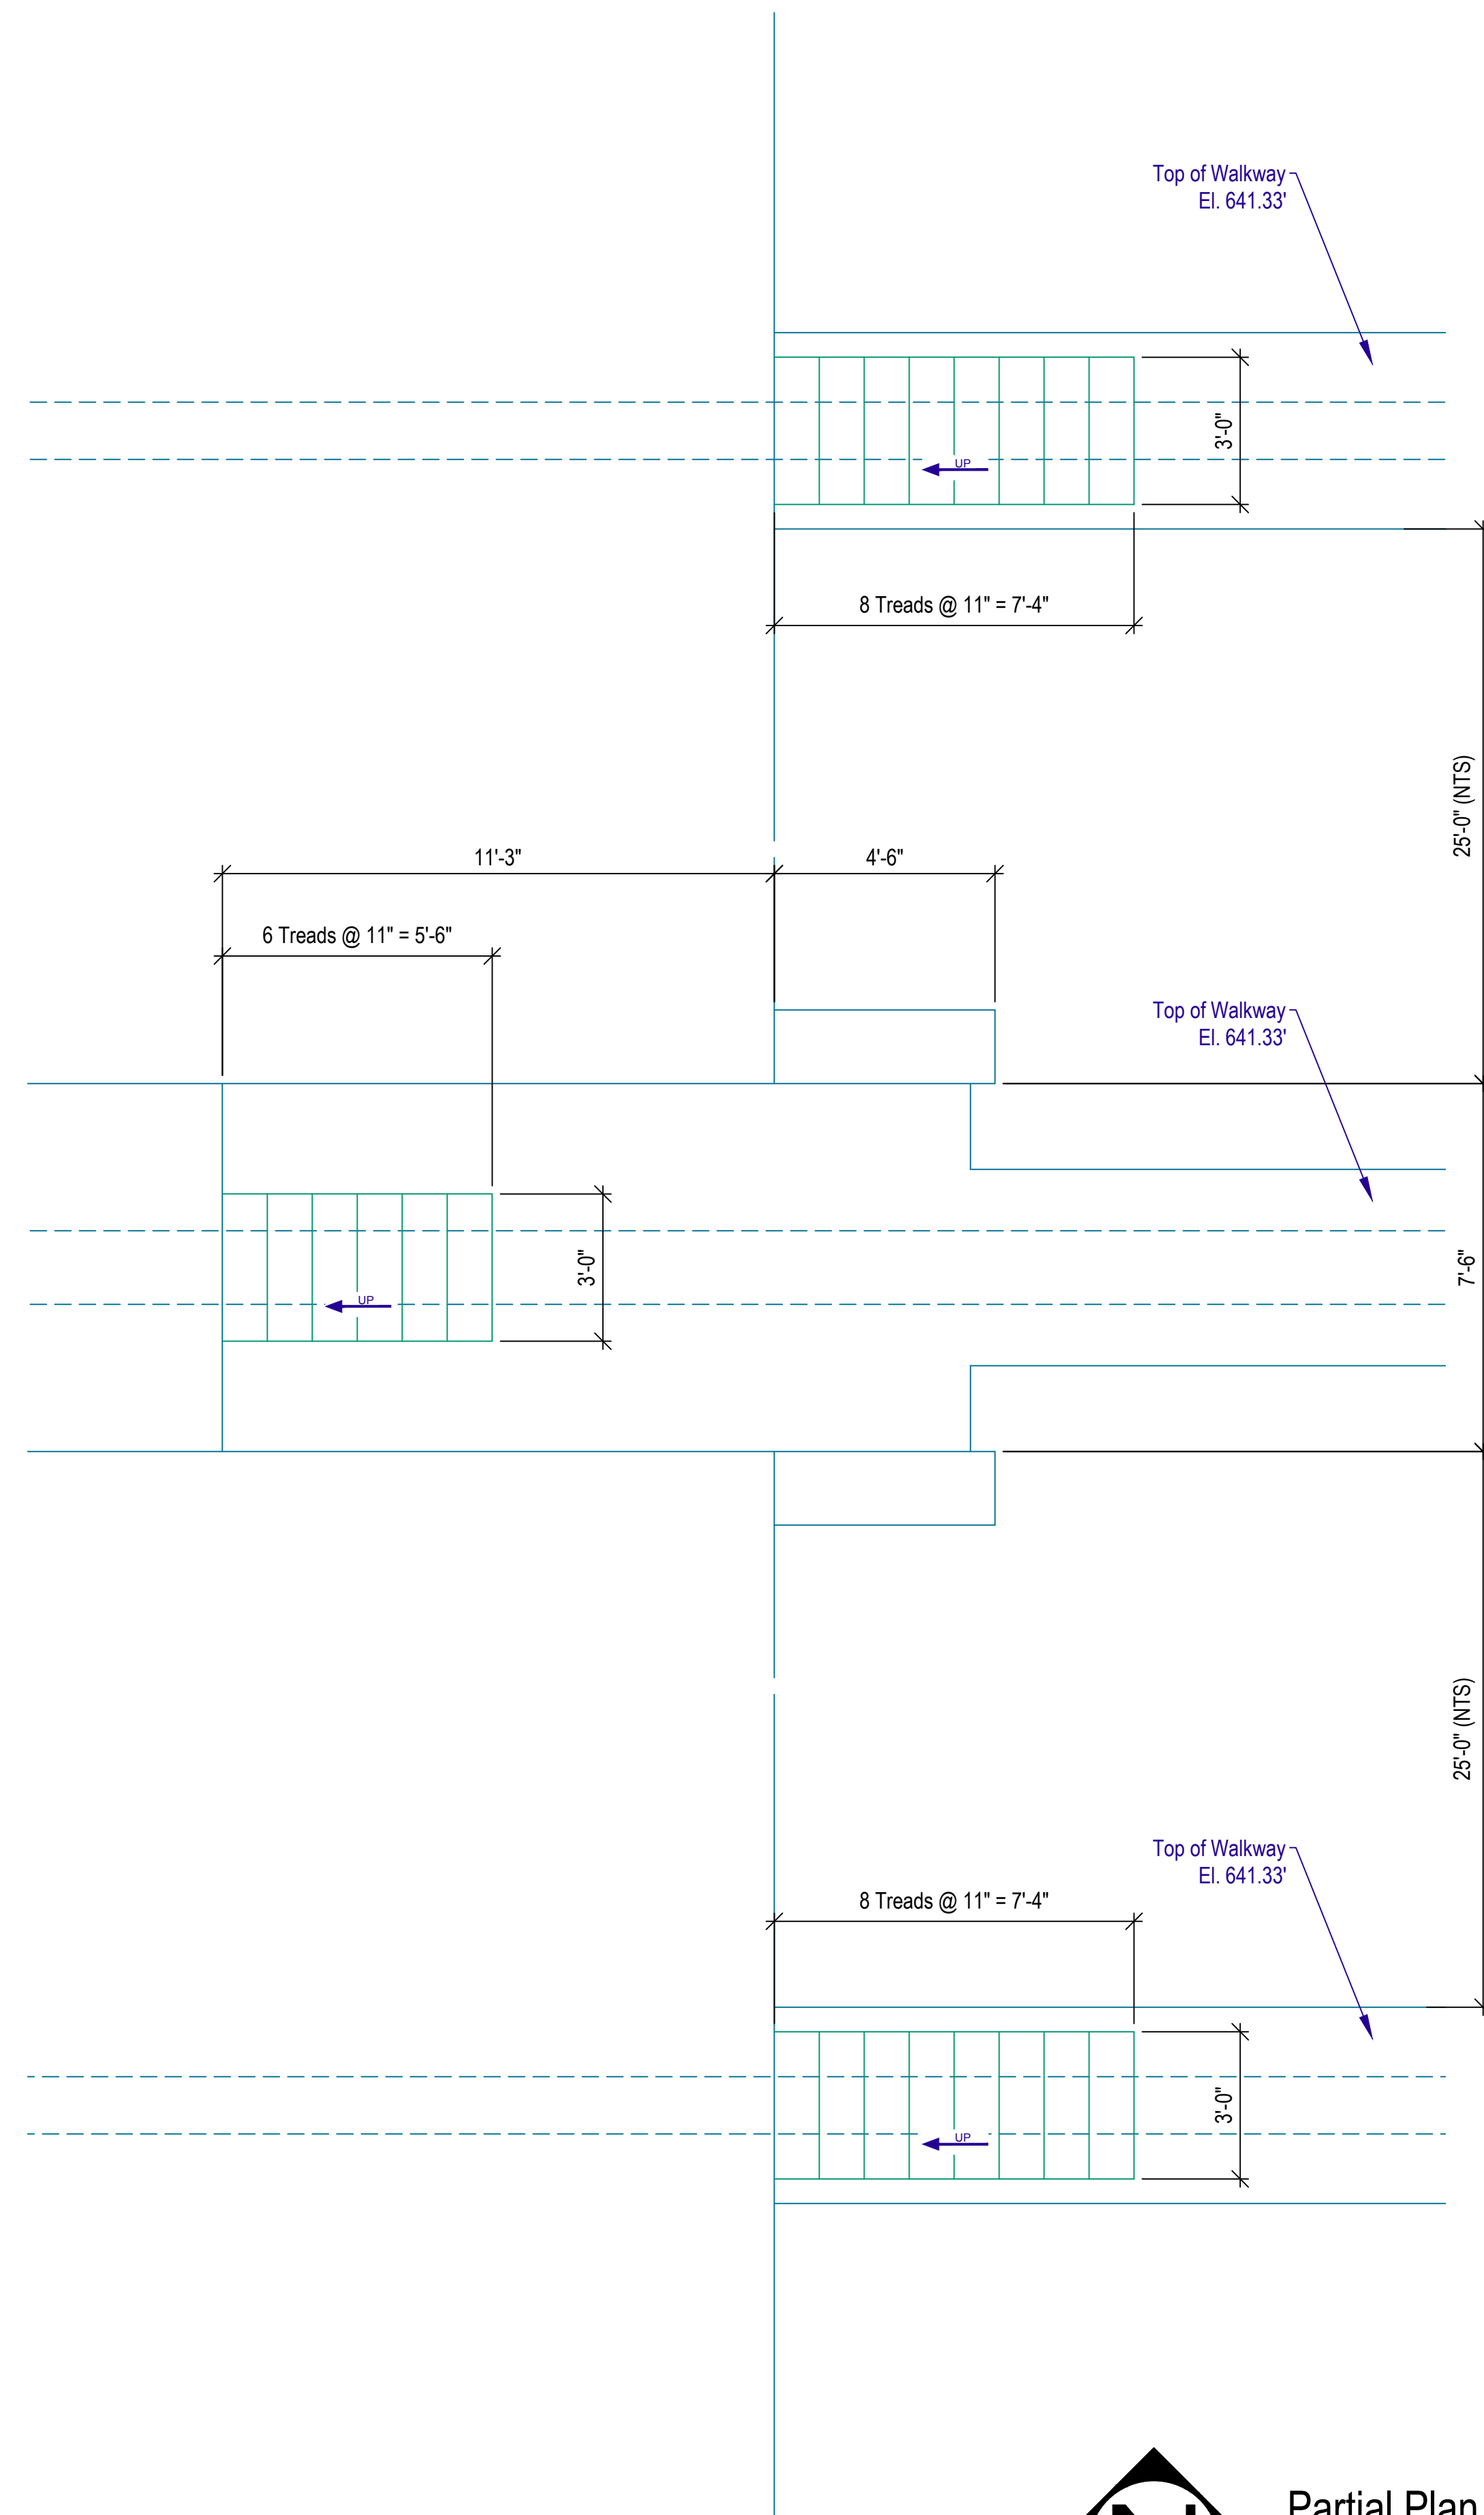 Top of Walkway
El. 641.33'
3'-0"
UP
8 Treads @ 11" = 7'-4"
25'-0" (NTS)
11'-3"
4'-6"
6 Treads @ 11" = 5'-6"
Top of Walkway
El. 641.33'
3'-0"
7'-6"
UP
25'-0" (NTS)
Top of Walkway
El. 641.33'
8 Treads @ 11" = 7'-4"
3'-0"
UP
Partial Plan